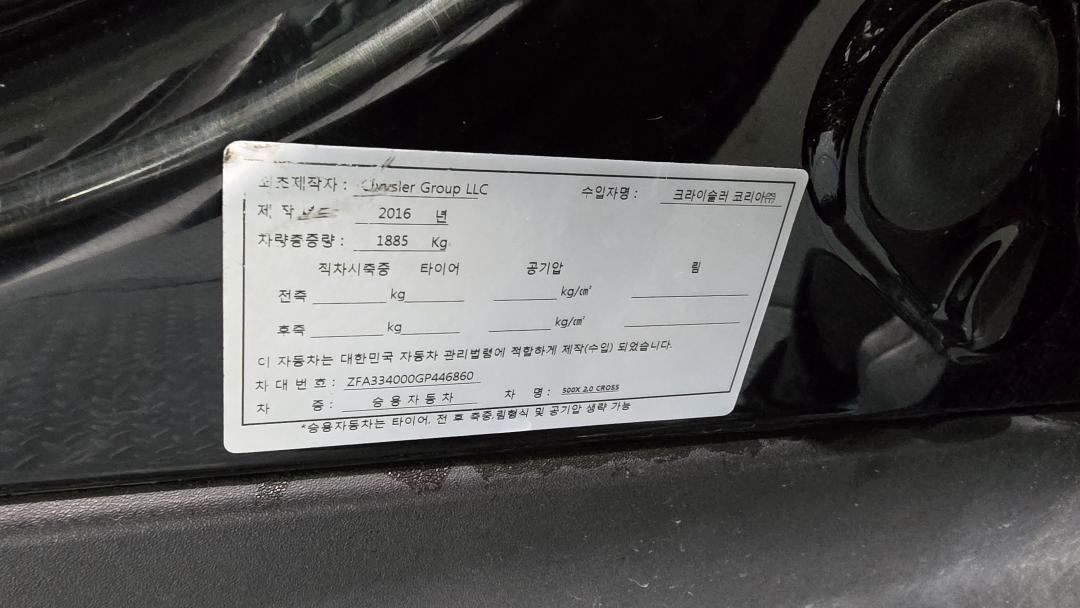 최초제작자 : Chrysler Group LLC 수입자명 : 크라이슬러 코리아㈜
제 작 년도 2016 년
차량총중량 : 1885 Kg
적차시축중 타이어 공기압 림
전축 kg kg/㎠
후축 kg kg/㎠
이 자동차는 대한민국 자동차 관리법령에 적합하게 제작(수입) 되었습니다.
차 대 번 호 : ZFA334000GP446860
차 종 : 승용자동차 차 명 : 500X 2.0 CROSS
*승용자동차는 타이어, 전 후 축중,림형식 및 공기압 생략 가능